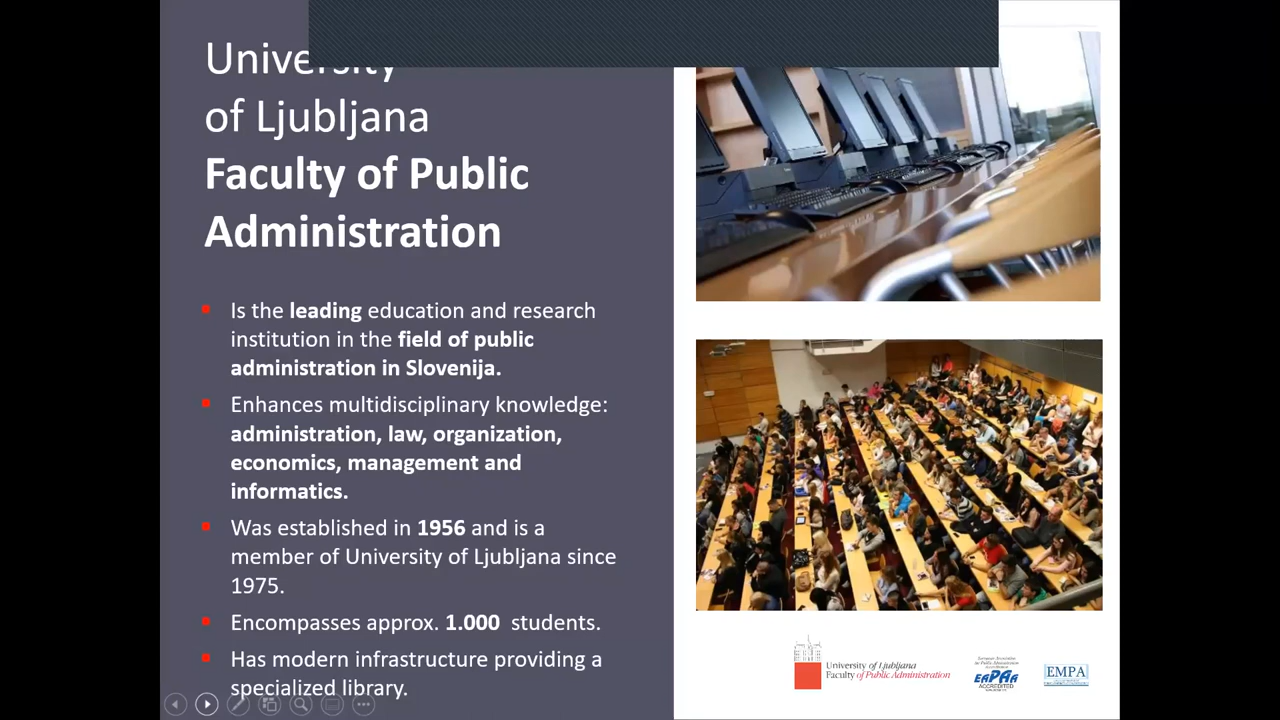 University
of Ljubljana
Faculty of Public
Administration
Is the leading education and research
institution in the field of public
administration in Slovenija.
Enhances multidisciplinary knowledge:
administration, law, organization,
economics, management and
informatics.
Was established in 1956 and is a
member of University of Ljubljana since
1975.
Encompasses approx. 1.000 students.
Has modern infrastructure providing a
specialized library.
University of Ljubljana
Faculty of Public Administration
EAPAA
ACCREDITED
EMPA